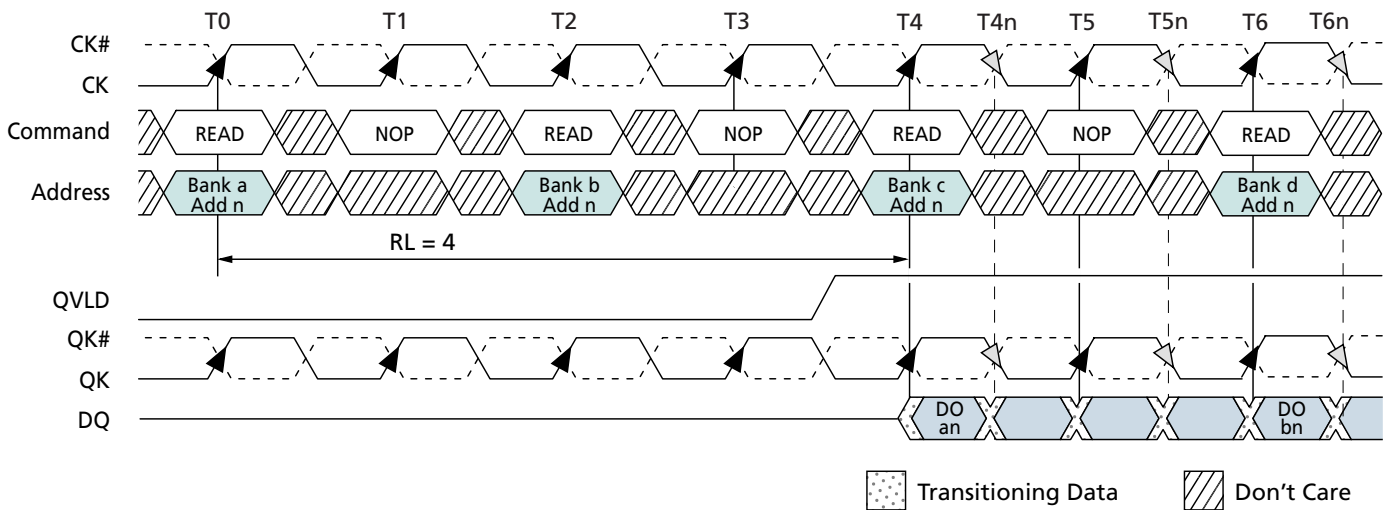 T0 T1 T2 T3 T4 T4n T5 T5n T6 T6n
CK#
CK
Command READ NOP READ NOP READ NOP READ
Address Bank a Bank b Bank c Bank d
Add n Add n Add n Add n
RL = 4
QVLD
QK#
QK
DQ DO DO
an bn
Transitioning Data Don't Care